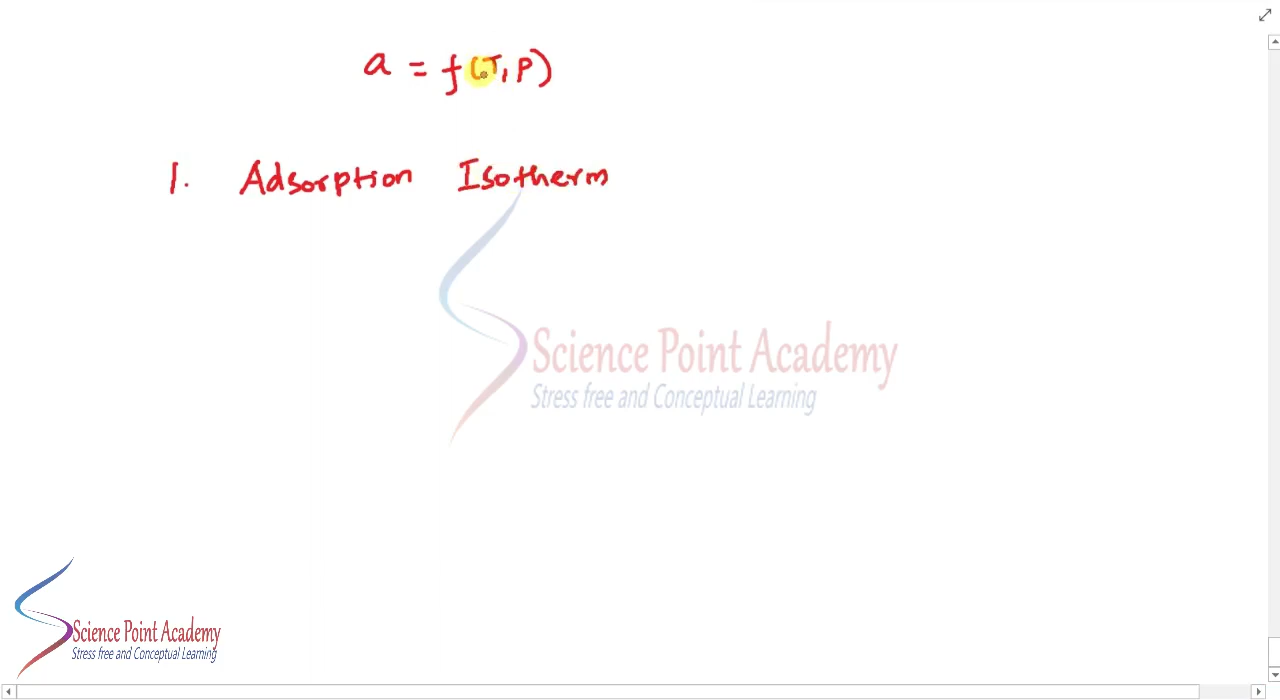 a = f(T, P)
1. Adsorption Isotherm
Science Point Academy
Stress free and Conceptual Learning
Science Point Academy
Stress free and Conceptual Learning